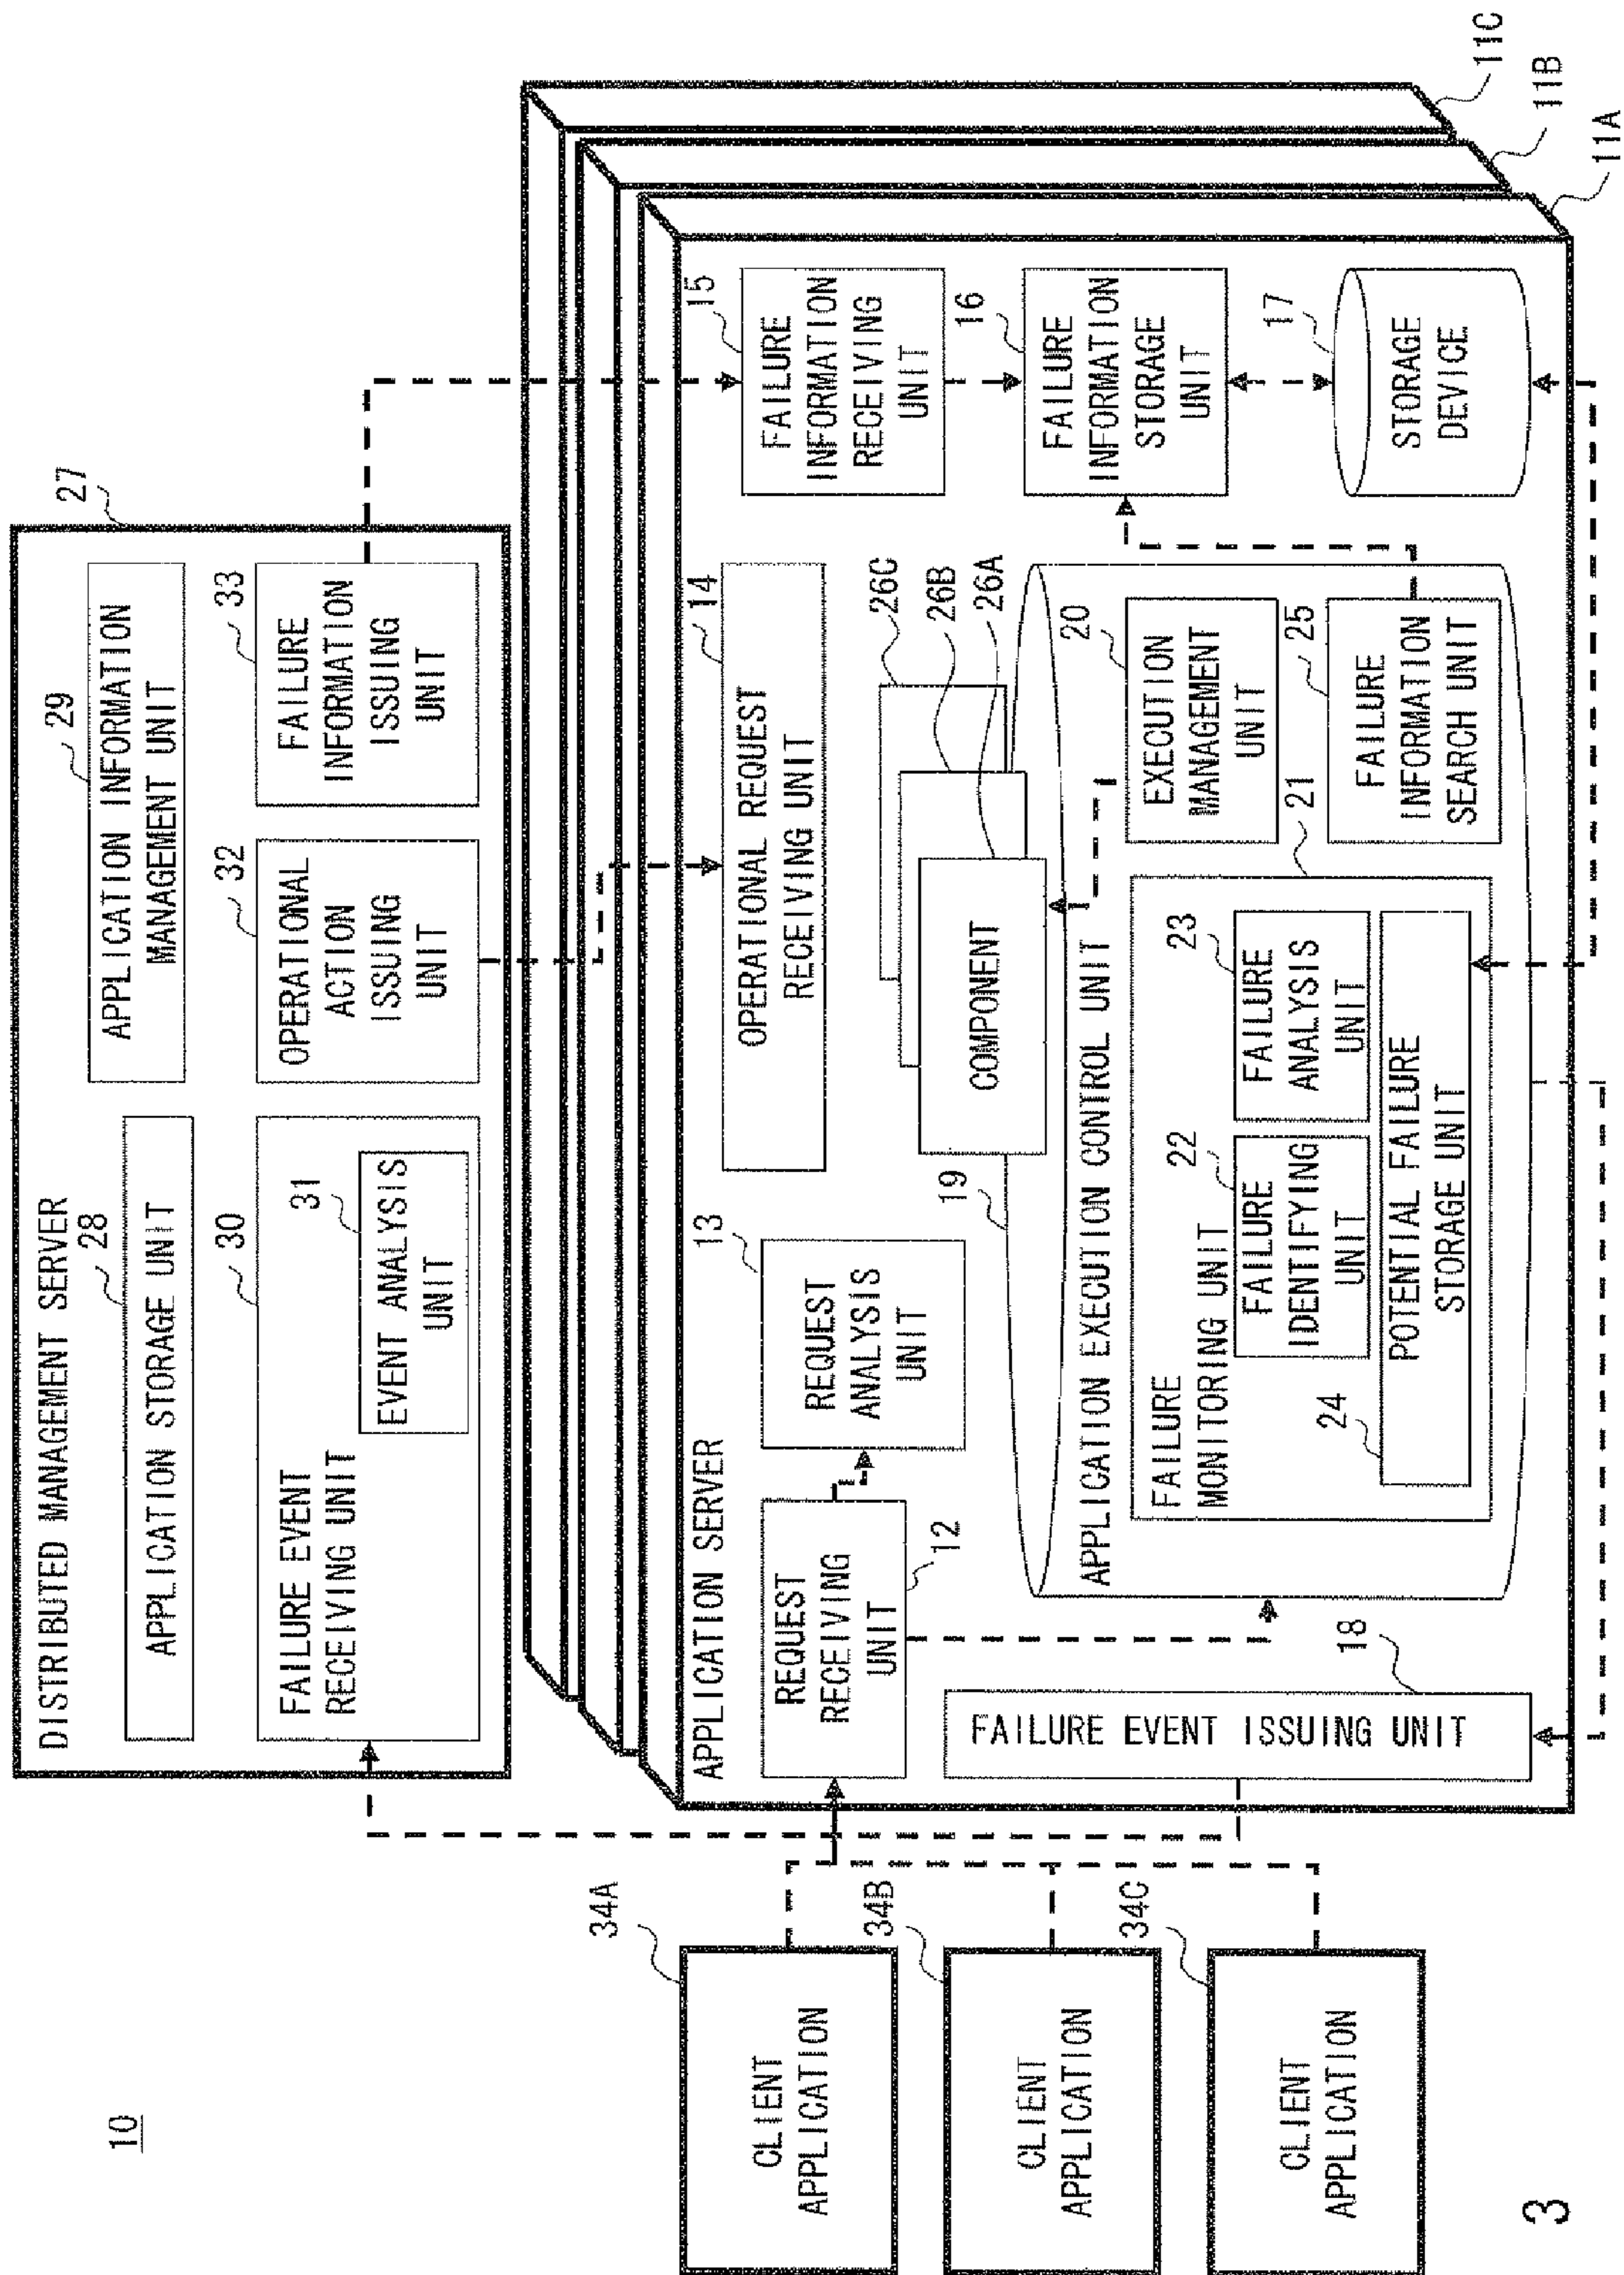 10
DISTRIBUTED MANAGEMENT SERVER
27
28
APPLICATION STORAGE UNIT
29
APPLICATION INFORMATION
MANAGEMENT UNIT
30
FAILURE EVENT
RECEIVING UNIT
31
EVENT ANALYSIS
UNIT
32
OPERATIONAL
ACTION
ISSUING
UNIT
33
FAILURE
INFORMATION
ISSUING
UNIT
34A
CLIENT
APPLICATION
34B
CLIENT
APPLICATION
34C
CLIENT
APPLICATION
APPLICATION SERVER
REQUEST
RECEIVING
UNIT
12
13
REQUEST
ANALYSIS
UNIT
14
OPERATIONAL REQUEST
RECEIVING UNIT
15
FAILURE
INFORMATION
RECEIVING
UNIT
16
FAILURE
INFORMATION
STORAGE
UNIT
17
STORAGE
DEVICE
18
FAILURE EVENT ISSUING UNIT
19
COMPONENT
26C
26B
26A
APPLICATION EXECUTION CONTROL UNIT
20
EXECUTION
MANAGEMENT
UNIT
21
FAILURE
MONITORING UNIT
22
FAILURE
IDENTIFYING
UNIT
23
FAILURE
ANALYSIS
UNIT
24
POTENTIAL FAILURE
STORAGE UNIT
25
FAILURE
INFORMATION
SEARCH UNIT
11C
11B
11A
3